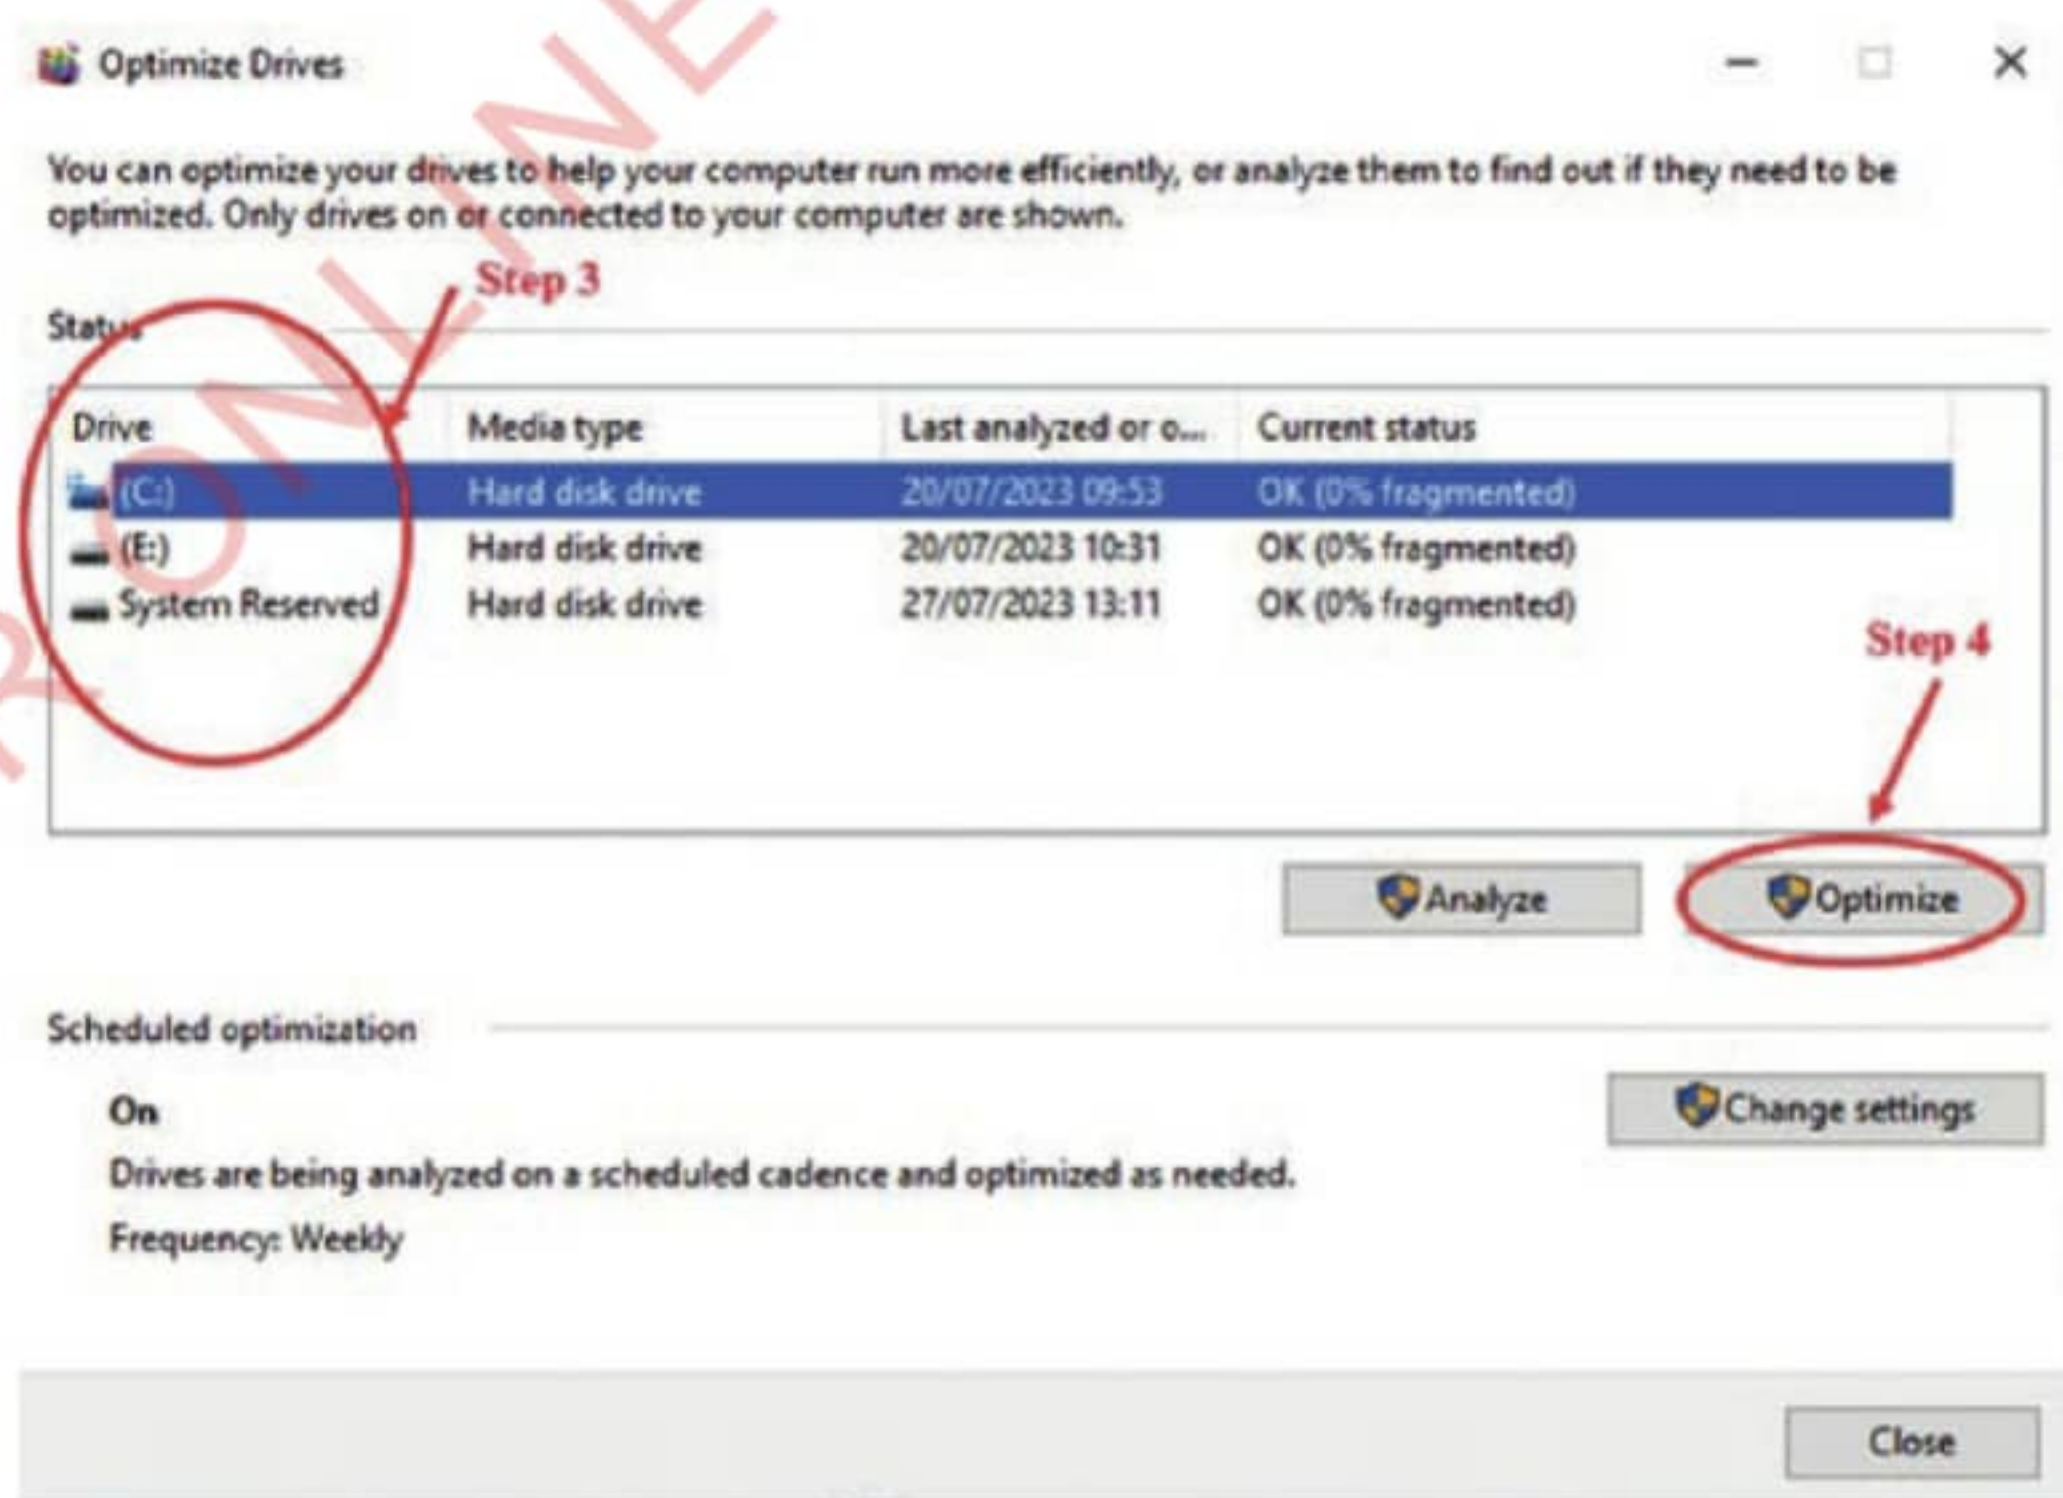 Optimize Drives
You can optimize your drives to help your computer run more efficiently, or analyze them to find out if they need to be
optimized. Only drives on or connected to your computer are shown.
Step 3
Status
Drive Media type Last analyzed or o... Current status
(C:) Hard disk drive 20/07/2023 09:53 OK (0% fragmented)
(E:) Hard disk drive 20/07/2023 10:31 OK (0% fragmented)
System Reserved Hard disk drive 27/07/2023 13:11 OK (0% fragmented)
Step 4
Analyze Optimize
Scheduled optimization
On
Change settings
Drives are being analyzed on a scheduled cadence and optimized as needed.
Frequency: Weekly
Close
R ONLINE